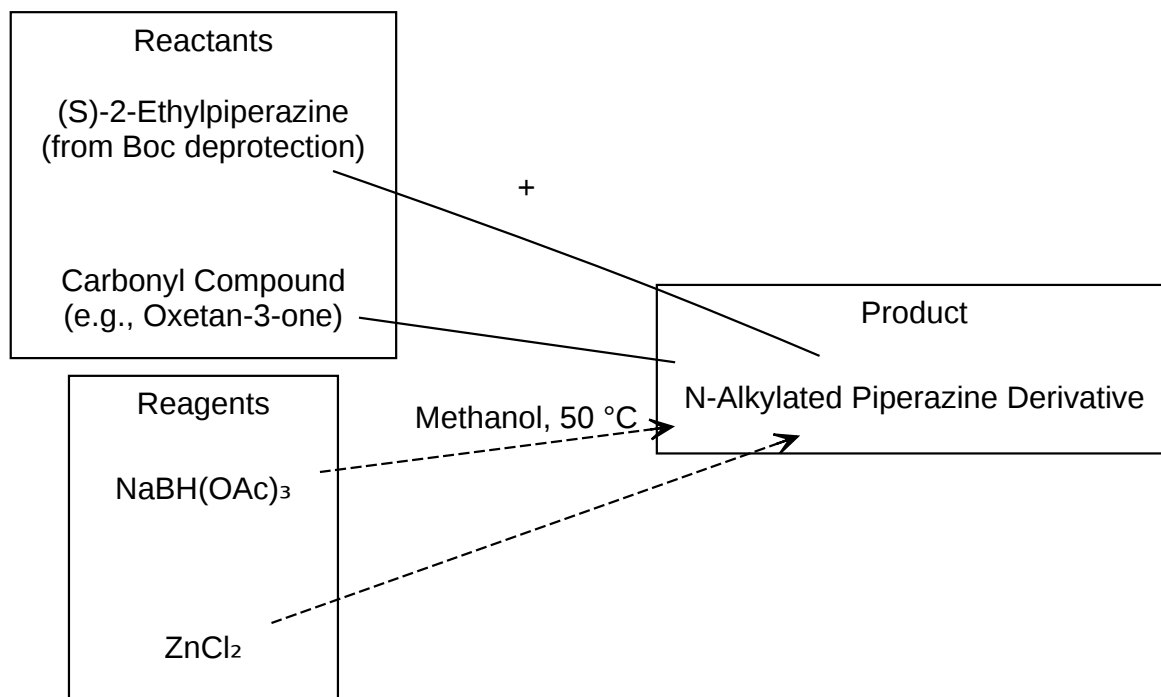 Reactants
(S)-2-Ethylpiperazine
(from Boc deprotection)
+
Carbonyl Compound
(e.g., Oxetan-3-one)
Product
N-Alkylated Piperazine Derivative
Reagents
Methanol, 50 °C
NaBH(OAc)₃
ZnCl₂